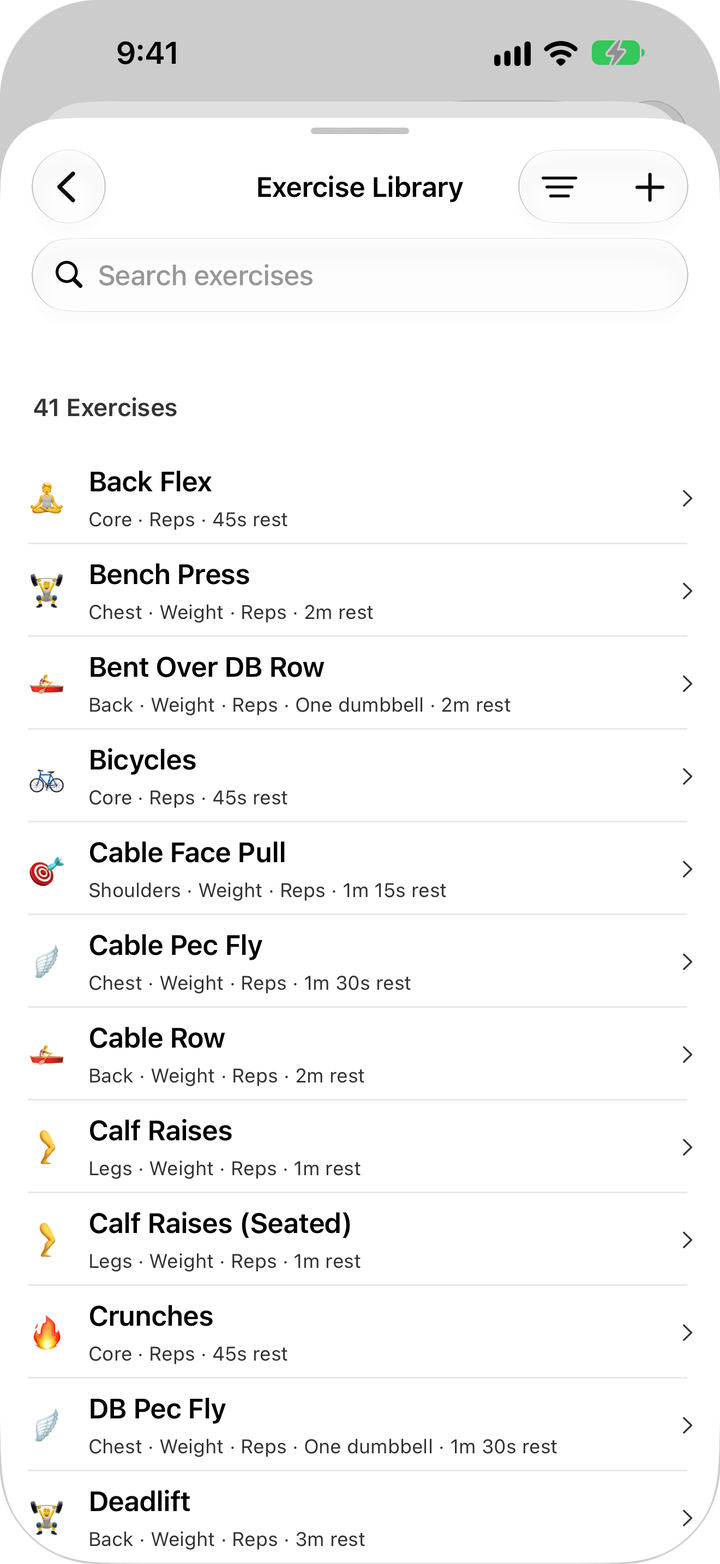 9:41
Exercise Library
Search exercises
41 Exercises
Back Flex
Core · Reps · 45s rest
Bench Press
Chest · Weight · Reps · 2m rest
Bent Over DB Row
Back · Weight · Reps · One dumbbell · 2m rest
Bicycles
Core · Reps · 45s rest
Cable Face Pull
Shoulders · Weight · Reps · 1m 15s rest
Cable Pec Fly
Chest · Weight · Reps · 1m 30s rest
Cable Row
Back · Weight · Reps · 2m rest
Calf Raises
Legs · Weight · Reps · 1m rest
Calf Raises (Seated)
Legs · Weight · Reps · 1m rest
Crunches
Core · Reps · 45s rest
DB Pec Fly
Chest · Weight · Reps · One dumbbell · 1m 30s rest
Deadlift
Back · Weight · Reps · 3m rest